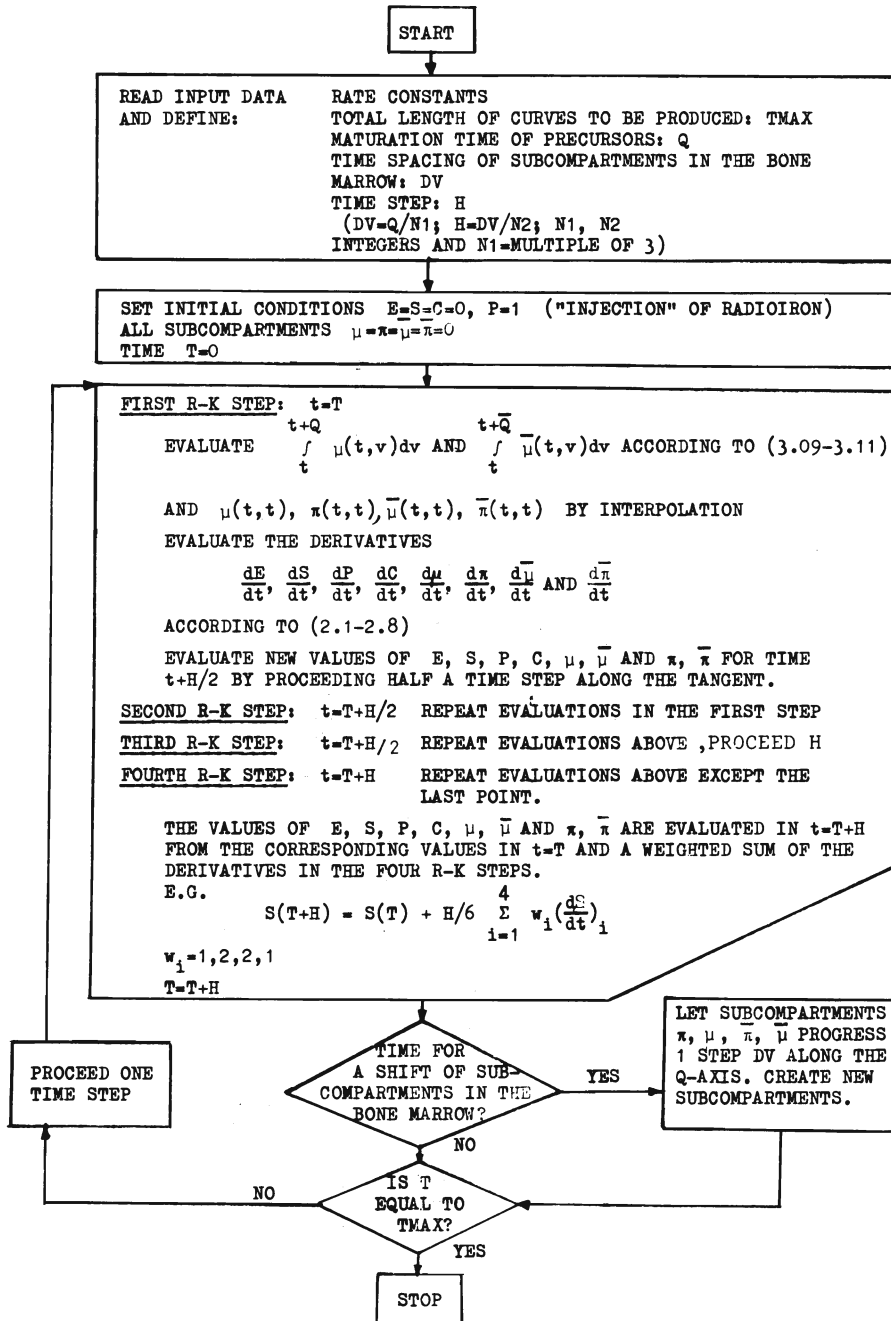 START
READ INPUT DATA RATE CONSTANTS
AND DEFINE: TOTAL LENGTH OF CURVES TO BE PRODUCED: TMAX
MATURATION TIME OF PRECURSORS: Q
TIME SPACING OF SUBCOMPARTMENTS IN THE BONE
MARROW: DV
TIME STEP: H
(DV=Q/N1; H=DV/N2; N1, N2
INTEGERS AND N1=MULTIPLE OF 3)
SET INITIAL CONDITIONS E=S=C=0, P=1 ("INJECTION" OF RADIOIRON)
ALL SUBCOMPARTMENTS μ=π=μ̅=π̅=0
TIME T=0
FIRST R-K STEP: t=T
t+Q t+Q̅
EVALUATE ∫ μ(t,v)dv AND ∫ μ̅(t,v)dv ACCORDING TO (3.09-3.11)
t t
AND μ(t,t), π(t,t), μ̅(t,t), π̅(t,t) BY INTERPOLATION
EVALUATE THE DERIVATIVES
dE/dt, dS/dt, dP/dt, dC/dt, dμ/dt, dπ/dt, dμ̅/dt AND dπ̅/dt
ACCORDING TO (2.1-2.8)
EVALUATE NEW VALUES OF E, S, P, C, μ, μ̅ AND π, π̅ FOR TIME
t+H/2 BY PROCEEDING HALF A TIME STEP ALONG THE TANGENT.
SECOND R-K STEP: t=T+H/2 REPEAT EVALUATIONS IN THE FIRST STEP
THIRD R-K STEP: t=T+H/2 REPEAT EVALUATIONS ABOVE ,PROCEED H
FOURTH R-K STEP: t=T+H REPEAT EVALUATIONS ABOVE EXCEPT THE
LAST POINT.
THE VALUES OF E, S, P, C, μ, μ̅ AND π, π̅ ARE EVALUATED IN t=T+H
FROM THE CORRESPONDING VALUES IN t=T AND A WEIGHTED SUM OF THE
DERIVATIVES IN THE FOUR R-K STEPS.
E.G.
4
S(T+H) = S(T) + H/6 Σ w_i(dS/dt)_i
i=1
w_i=1,2,2,1
T=T+H
TIME FOR
A SHIFT OF SUB-
COMPARTMENTS IN THE
BONE MARROW?
YES
NO
LET SUBCOMPARTMENTS
π, μ, π̅, μ̅ PROGRESS
1 STEP DV ALONG THE
Q-AXIS. CREATE NEW
SUBCOMPARTMENTS.
PROCEED ONE
TIME STEP
IS T
EQUAL TO
TMAX?
NO
YES
STOP